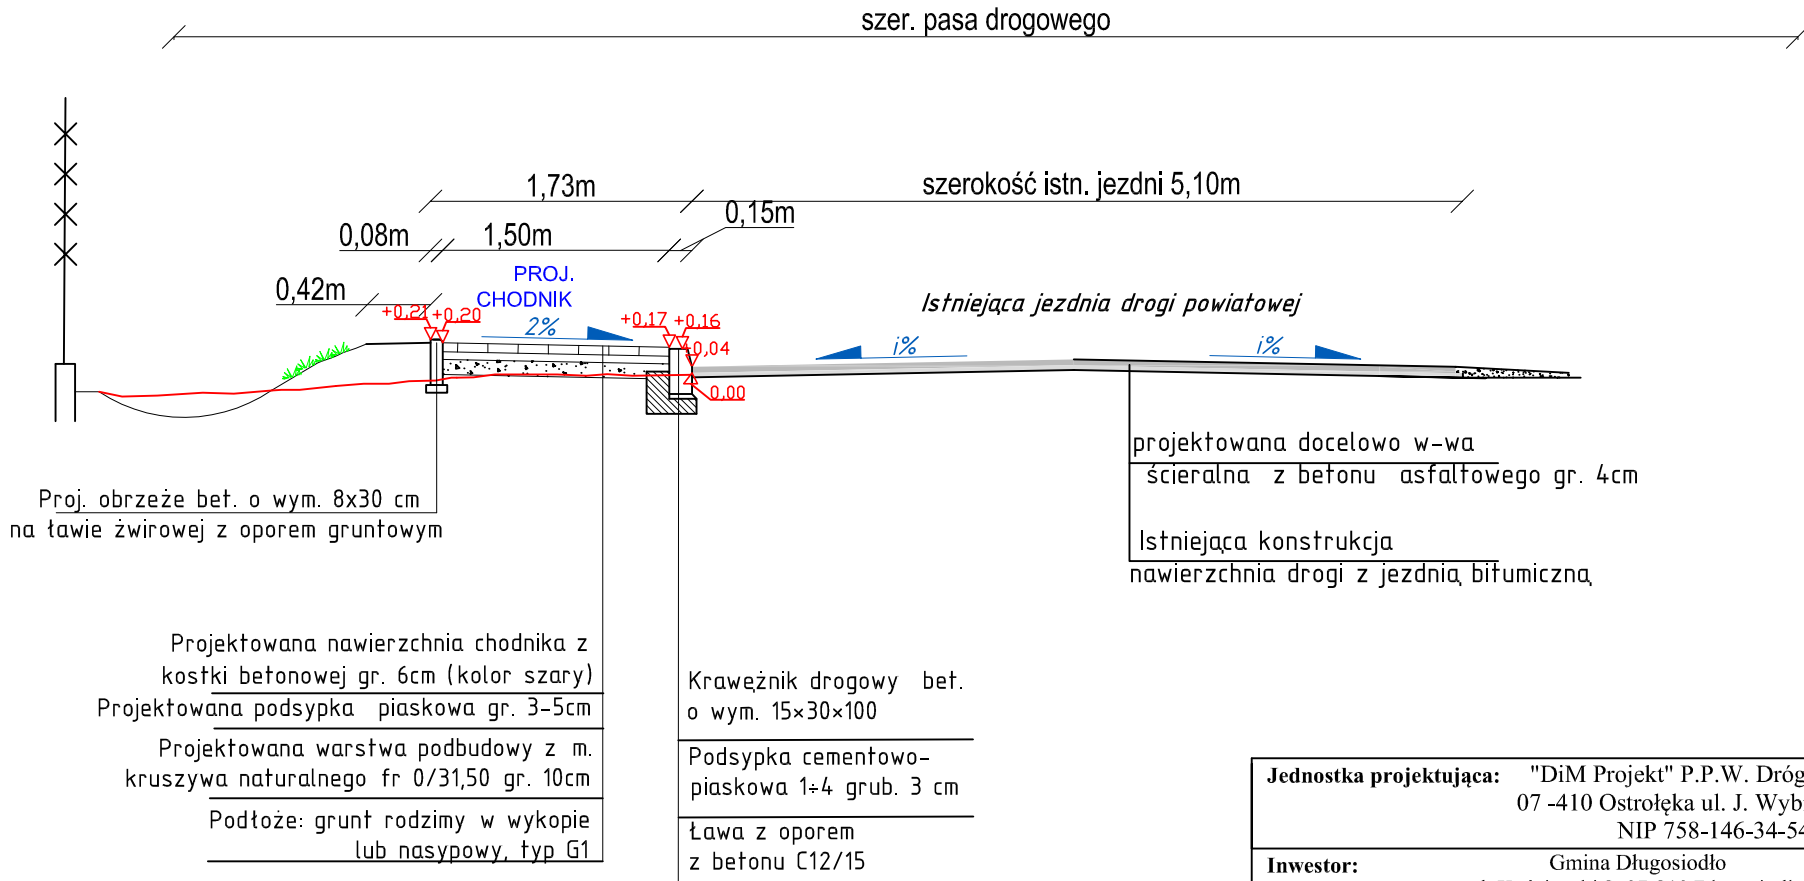 szer. pasa drogowego
1,73m
szerokość istn. jezdni 5,10m
0,15m
0,08m
1,50m
PROJ.
CHODNIK
0,42m
+0,21
+0,20
2%
+0,17
+0,16
+0,04
0,00
Istniejąca jezdnia drogi powiatowej
i%
i%
projektowana docelowo w-wa
ścieralna z betonu asfaltowego gr. 4cm
Istniejąca konstrukcja
nawierzchnia drogi z jezdnią bitumiczną
Proj. obrzeże bet. o wym. 8x30 cm
na ławie żwirowej z oporem gruntowym
Projektowana nawierzchnia chodnika z
kostki betonowej gr. 6cm (kolor szary)
Projektowana podsypka piaskowa gr. 3-5cm
Projektowana warstwa podbudowy z m.
kruszywa naturalnego fr 0/31,50 gr. 10cm
Podłoże: grunt rodzimy w wykopie
lub nasypowy, typ G1
Krawężnik drogowy bet.
o wym. 15×30×100
Podsypka cementowo-
piaskowa 1÷4 grub. 3 cm
Ława z oporem
z betonu C12/15
Jednostka projektująca: "DiM Projekt" P.P.W. Dróg
07 -410 Ostrołęka ul. J. Wyb
NIP 758-146-34-54
Inwestor: Gmina Długosiodło